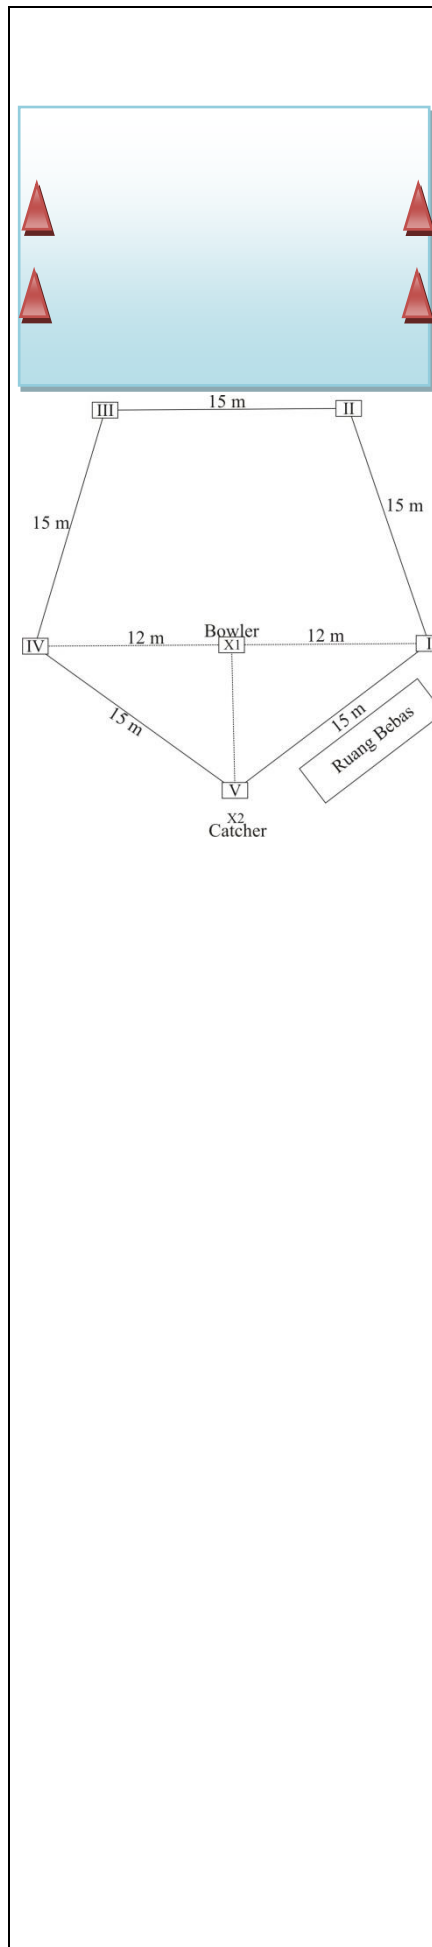 15 m
III
II
15 m
15 m
Bowler
IV
12 m
X1
12 m
I
15 m
15 m
Ruang Bebas
V
X2
Catcher